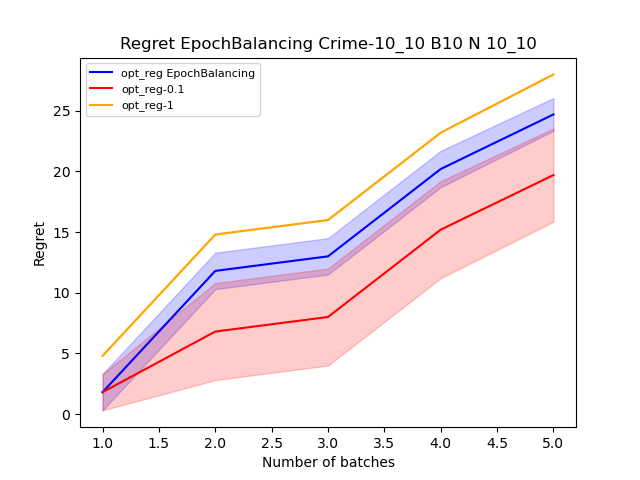 Regret EpochBalancing Crime-10_10 B10 N 10_10
opt_reg EpochBalancing
opt_reg-0.1
opt_reg-1
Regret
25
20
15
10
5
0
1.0 1.5 2.0 2.5 3.0 3.5 4.0 4.5 5.0
Number of batches